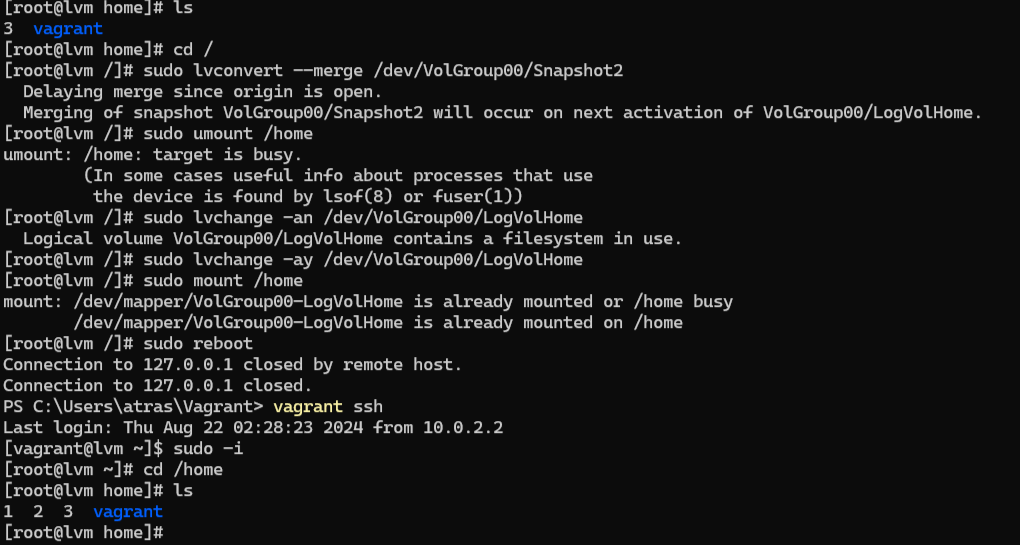 [root@lvm home]# ls
3  vagrant
[root@lvm home]# cd /
[root@lvm /]# sudo lvconvert --merge /dev/VolGroup00/Snapshot2
  Delaying merge since origin is open.
  Merging of snapshot VolGroup00/Snapshot2 will occur on next activation of VolGroup00/LogVolHome.
[root@lvm /]# sudo umount /home
umount: /home: target is busy.
        (In some cases useful info about processes that use
         the device is found by lsof(8) or fuser(1))
[root@lvm /]# sudo lvchange -an /dev/VolGroup00/LogVolHome
  Logical volume VolGroup00/LogVolHome contains a filesystem in use.
[root@lvm /]# sudo lvchange -ay /dev/VolGroup00/LogVolHome
[root@lvm /]# sudo mount /home
mount: /dev/mapper/VolGroup00-LogVolHome is already mounted or /home busy
       /dev/mapper/VolGroup00-LogVolHome is already mounted on /home
[root@lvm /]# sudo reboot
Connection to 127.0.0.1 closed by remote host.
Connection to 127.0.0.1 closed.
PS C:\Users\atras\Vagrant> vagrant ssh
Last login: Thu Aug 22 02:28:23 2024 from 10.0.2.2
[vagrant@lvm ~]$ sudo -i
[root@lvm ~]# cd /home
[root@lvm home]# ls
1  2  3  vagrant
[root@lvm home]#